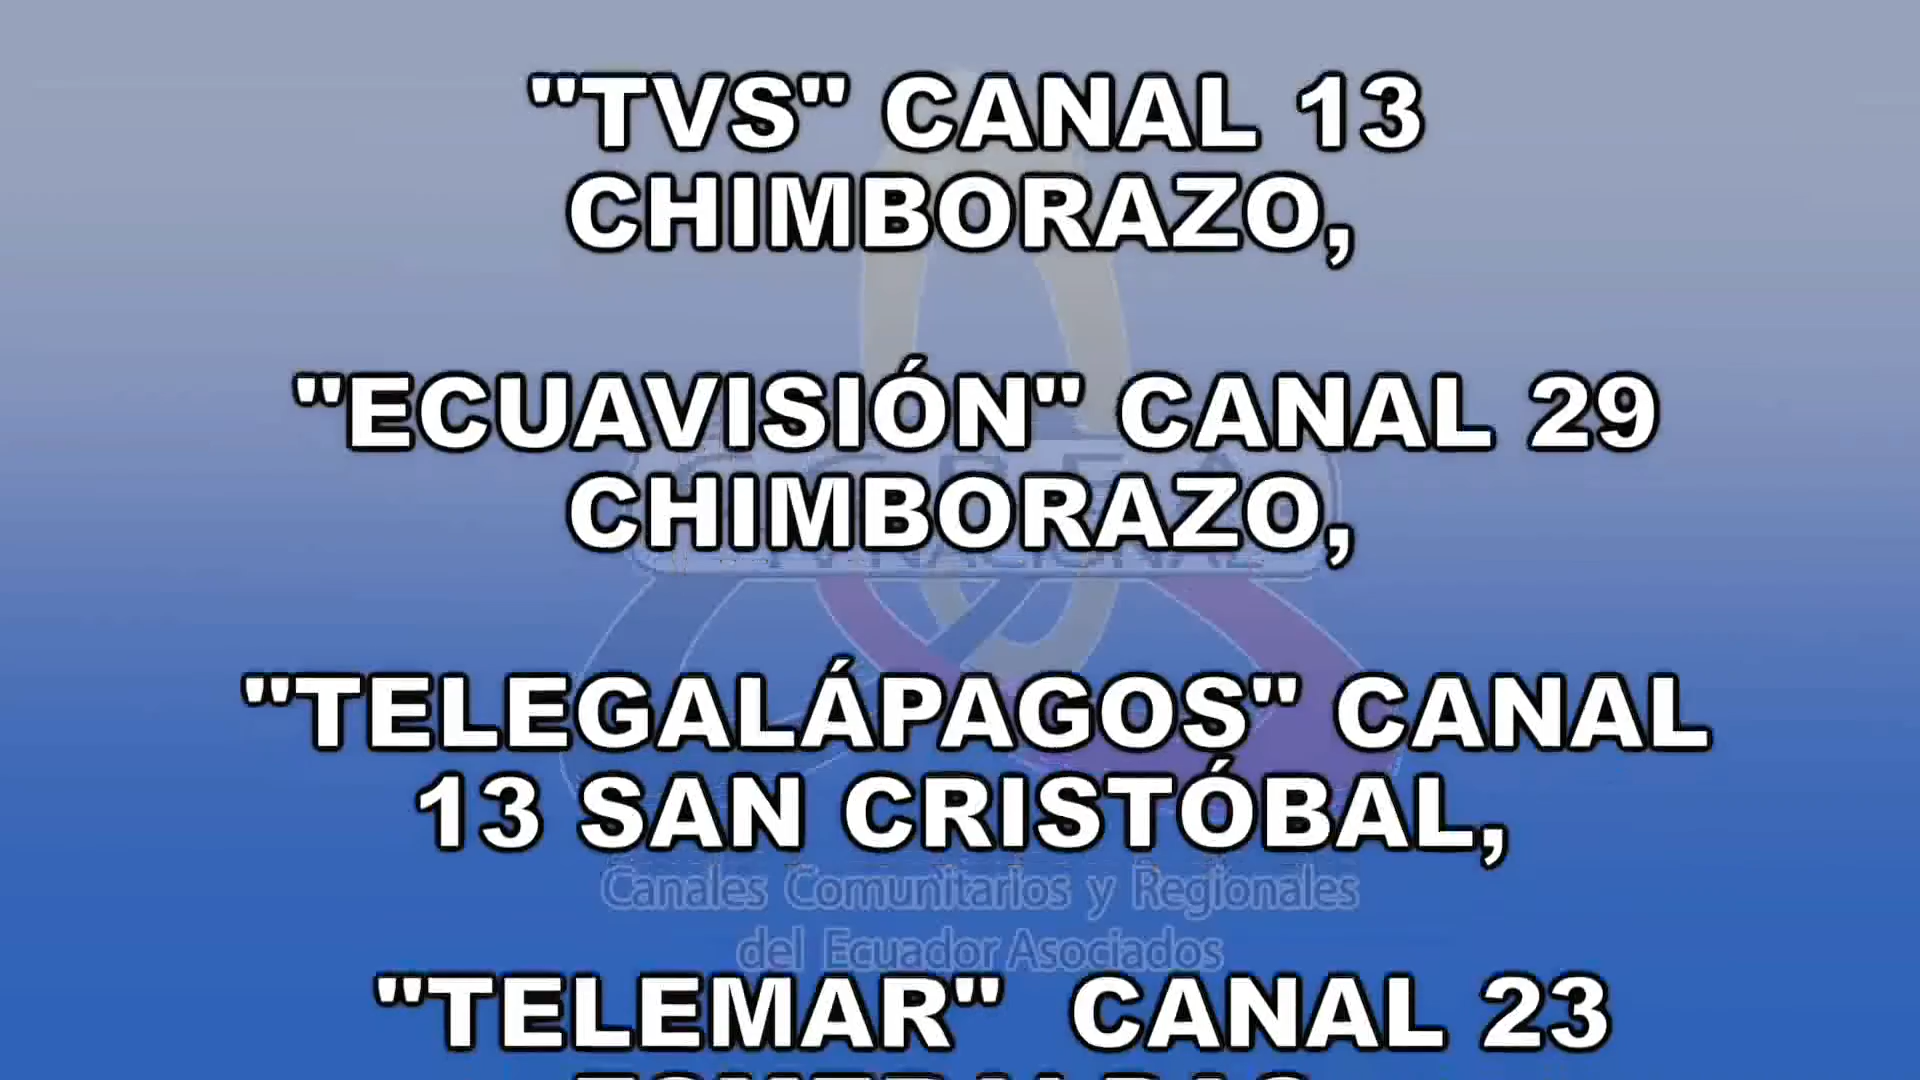 "TVS" CANAL 13
CHIMBORAZO,
"ECUAVISIÓN" CANAL 29
CHIMBORAZO,
"TELEGALÁPAGOS" CANAL
13 SAN CRISTÓBAL,
Canales Comunitarios y Regionales
del Ecuador Asociados
"TELEMAR" CANAL 23